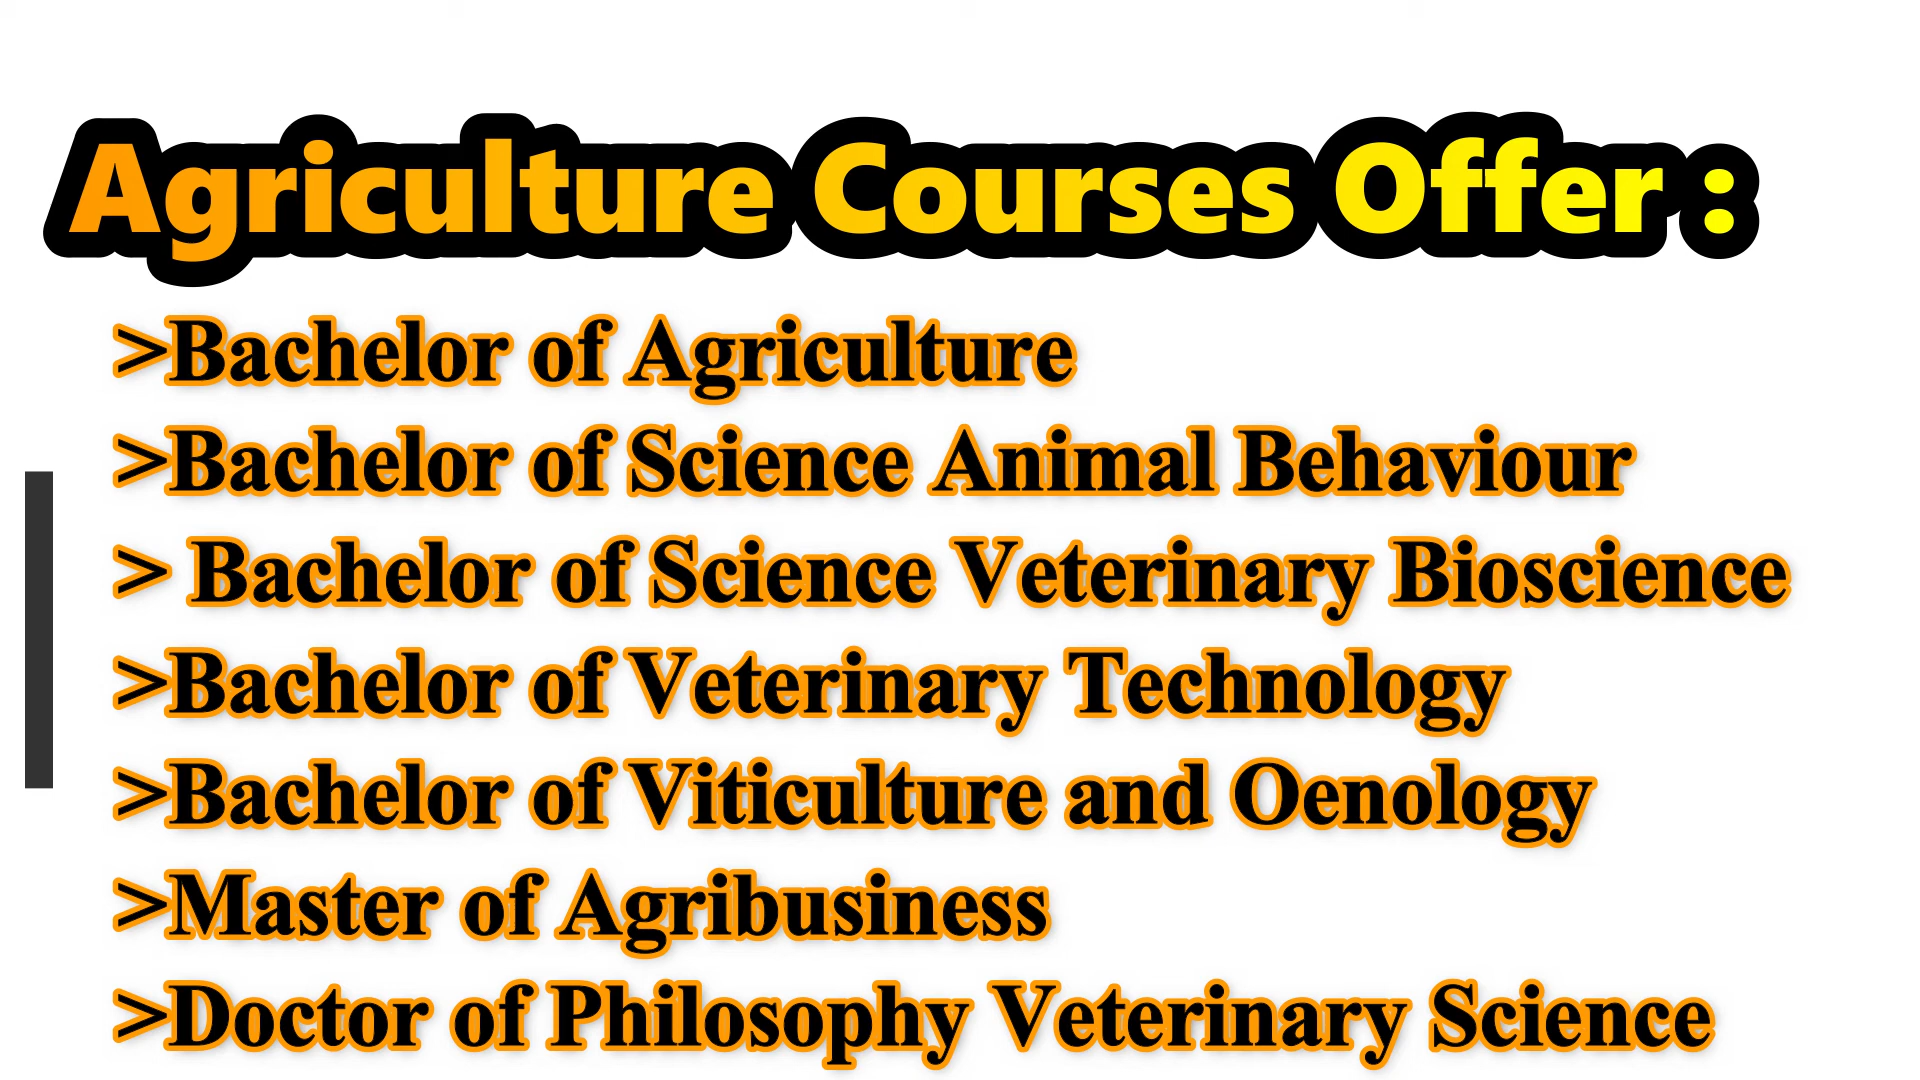 Agriculture Courses Offer :
>Bachelor of Agriculture
>Bachelor of Science Animal Behaviour
> Bachelor of Science Veterinary Bioscience
>Bachelor of Veterinary Technology
>Bachelor of Viticulture and Oenology
>Master of Agribusiness
>Doctor of Philosophy Veterinary Science